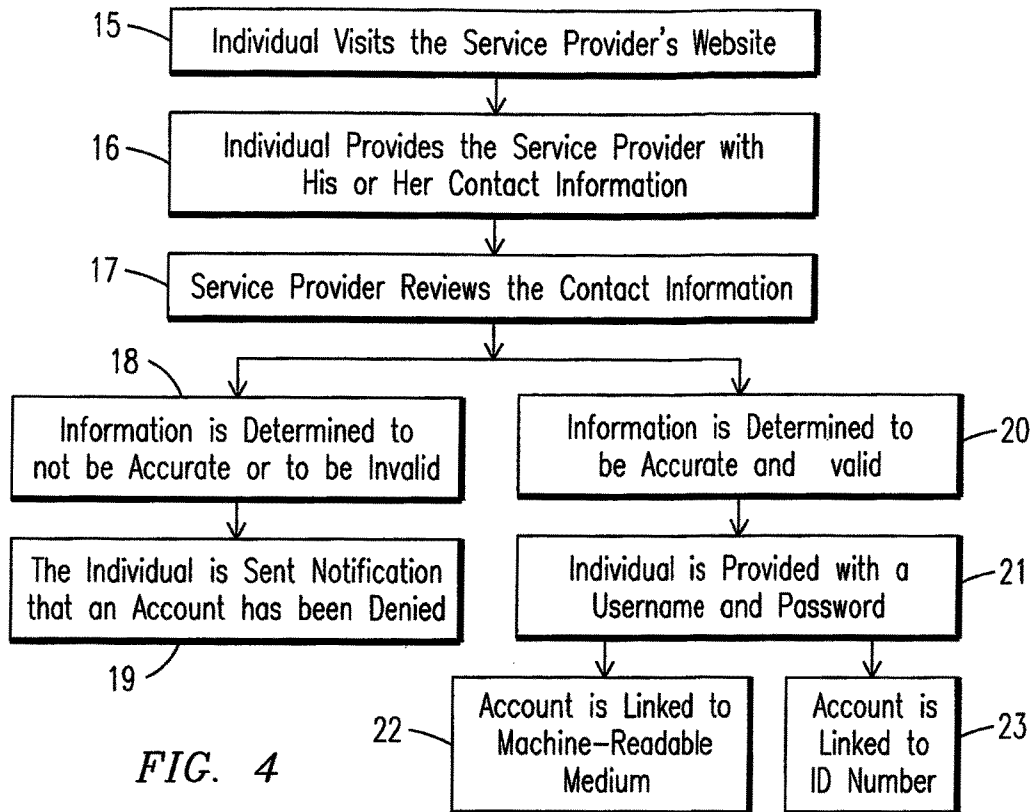 15
Individual Visits the Service Provider's Website
16
Individual Provides the Service Provider with
His or Her Contact Information
17
Service Provider Reviews the Contact Information
18
Information is Determined to
not be Accurate or to be Invalid
Information is Determined to
be Accurate and valid
20
The Individual is Sent Notification
that an Account has been Denied
19
Individual is Provided with a
Username and Password
21
22
Account is Linked to
Machine-Readable
Medium
Account is
Linked to
ID Number
23
FIG. 4